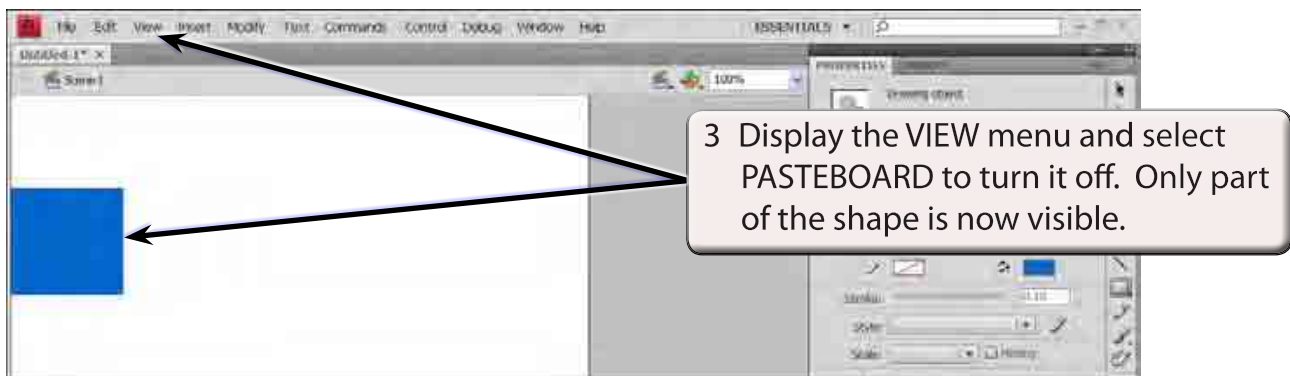 File Edit View Insert Modify Text Commands Control Debug Window Help
ESSENTIALS
Untitled-1* ×
Scene 1
100%
PROPERTIES
Drawing Object
3 Display the VIEW menu and select
PASTEBOARD to turn it off. Only part
of the shape is now visible.
Stroke:
Style:
Scale: Hinting